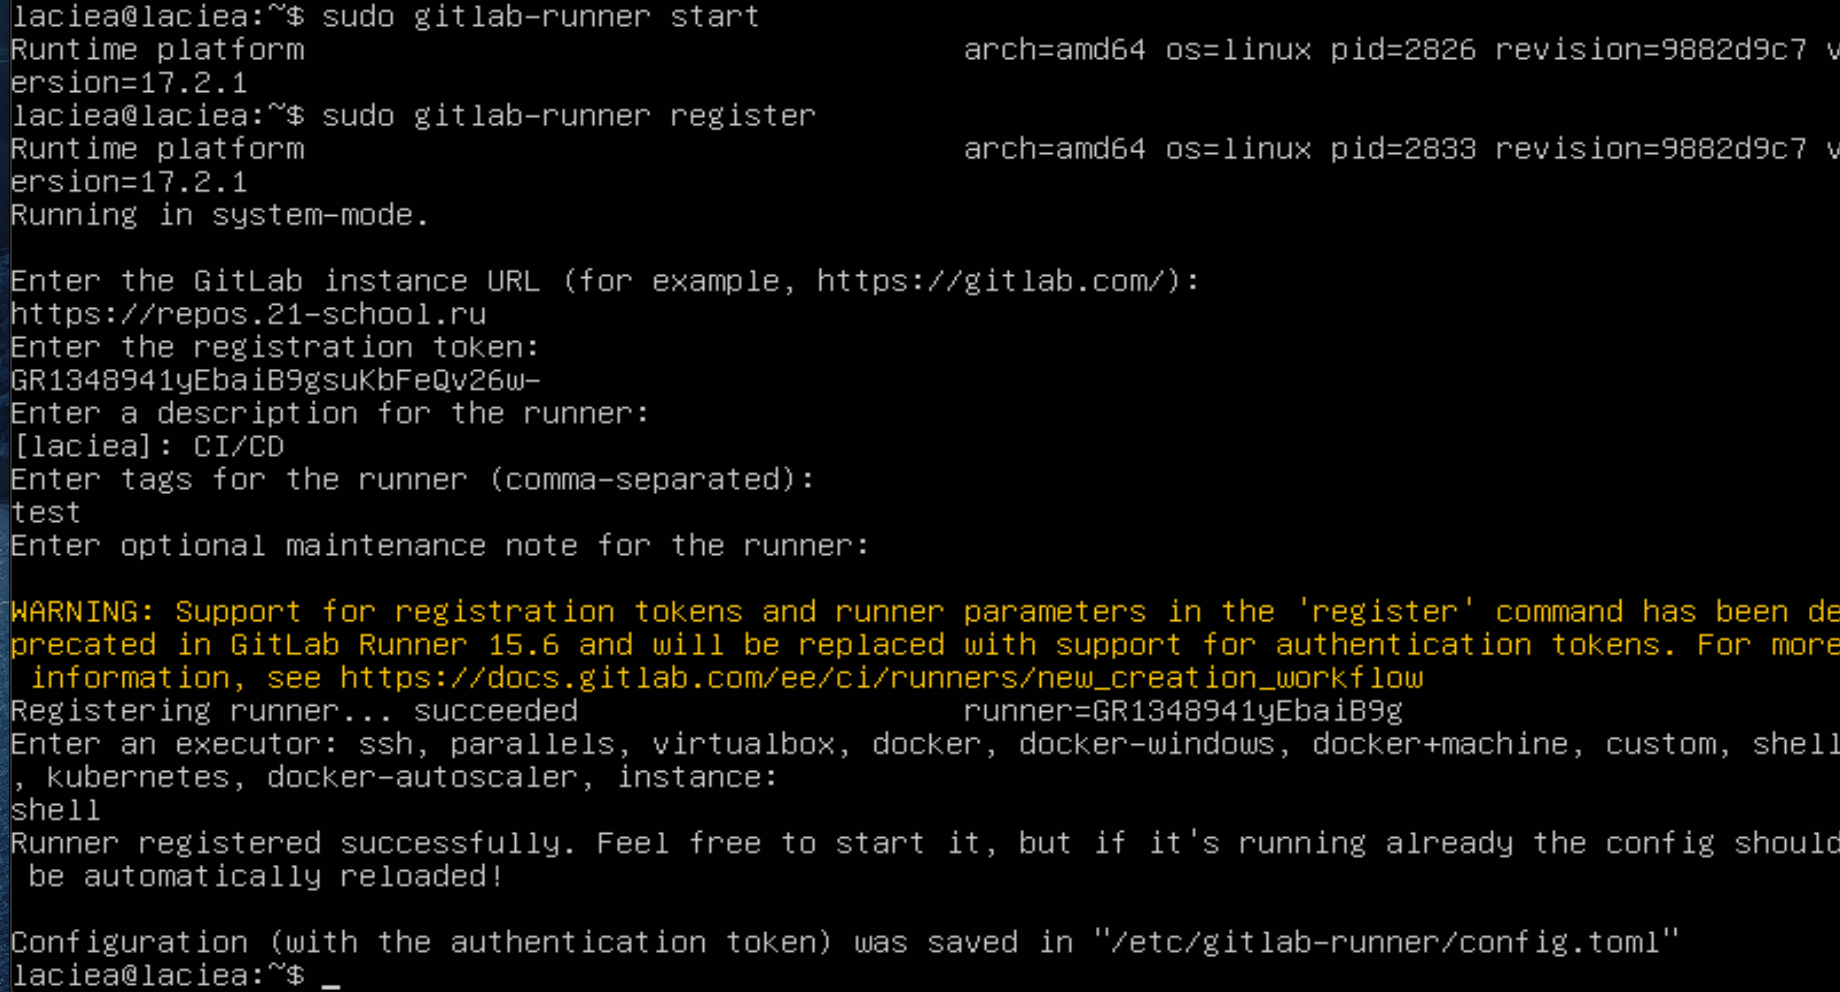 laciea@laciea:~$ sudo gitlab-runner start
Runtime platform                                    arch=amd64 os=linux pid=2826 revision=9882d9c7 v
ersion=17.2.1
laciea@laciea:~$ sudo gitlab-runner register
Runtime platform                                    arch=amd64 os=linux pid=2833 revision=9882d9c7 v
ersion=17.2.1
Running in system-mode.

Enter the GitLab instance URL (for example, https://gitlab.com/):
https://repos.21-school.ru
Enter the registration token:
GR1348941yEbaiB9gsuKbFeQv26w-
Enter a description for the runner:
[laciea]: CI/CD
Enter tags for the runner (comma-separated):
test
Enter optional maintenance note for the runner:

WARNING: Support for registration tokens and runner parameters in the 'register' command has been de
precated in GitLab Runner 15.6 and will be replaced with support for authentication tokens. For more
 information, see https://docs.gitlab.com/ee/ci/runners/new_creation_workflow
Registering runner... succeeded                     runner=GR1348941yEbaiB9g
Enter an executor: ssh, parallels, virtualbox, docker, docker-windows, docker+machine, custom, shell
, kubernetes, docker-autoscaler, instance:
shell
Runner registered successfully. Feel free to start it, but if it's running already the config should
 be automatically reloaded!

Configuration (with the authentication token) was saved in "/etc/gitlab-runner/config.toml"
laciea@laciea:~$ _